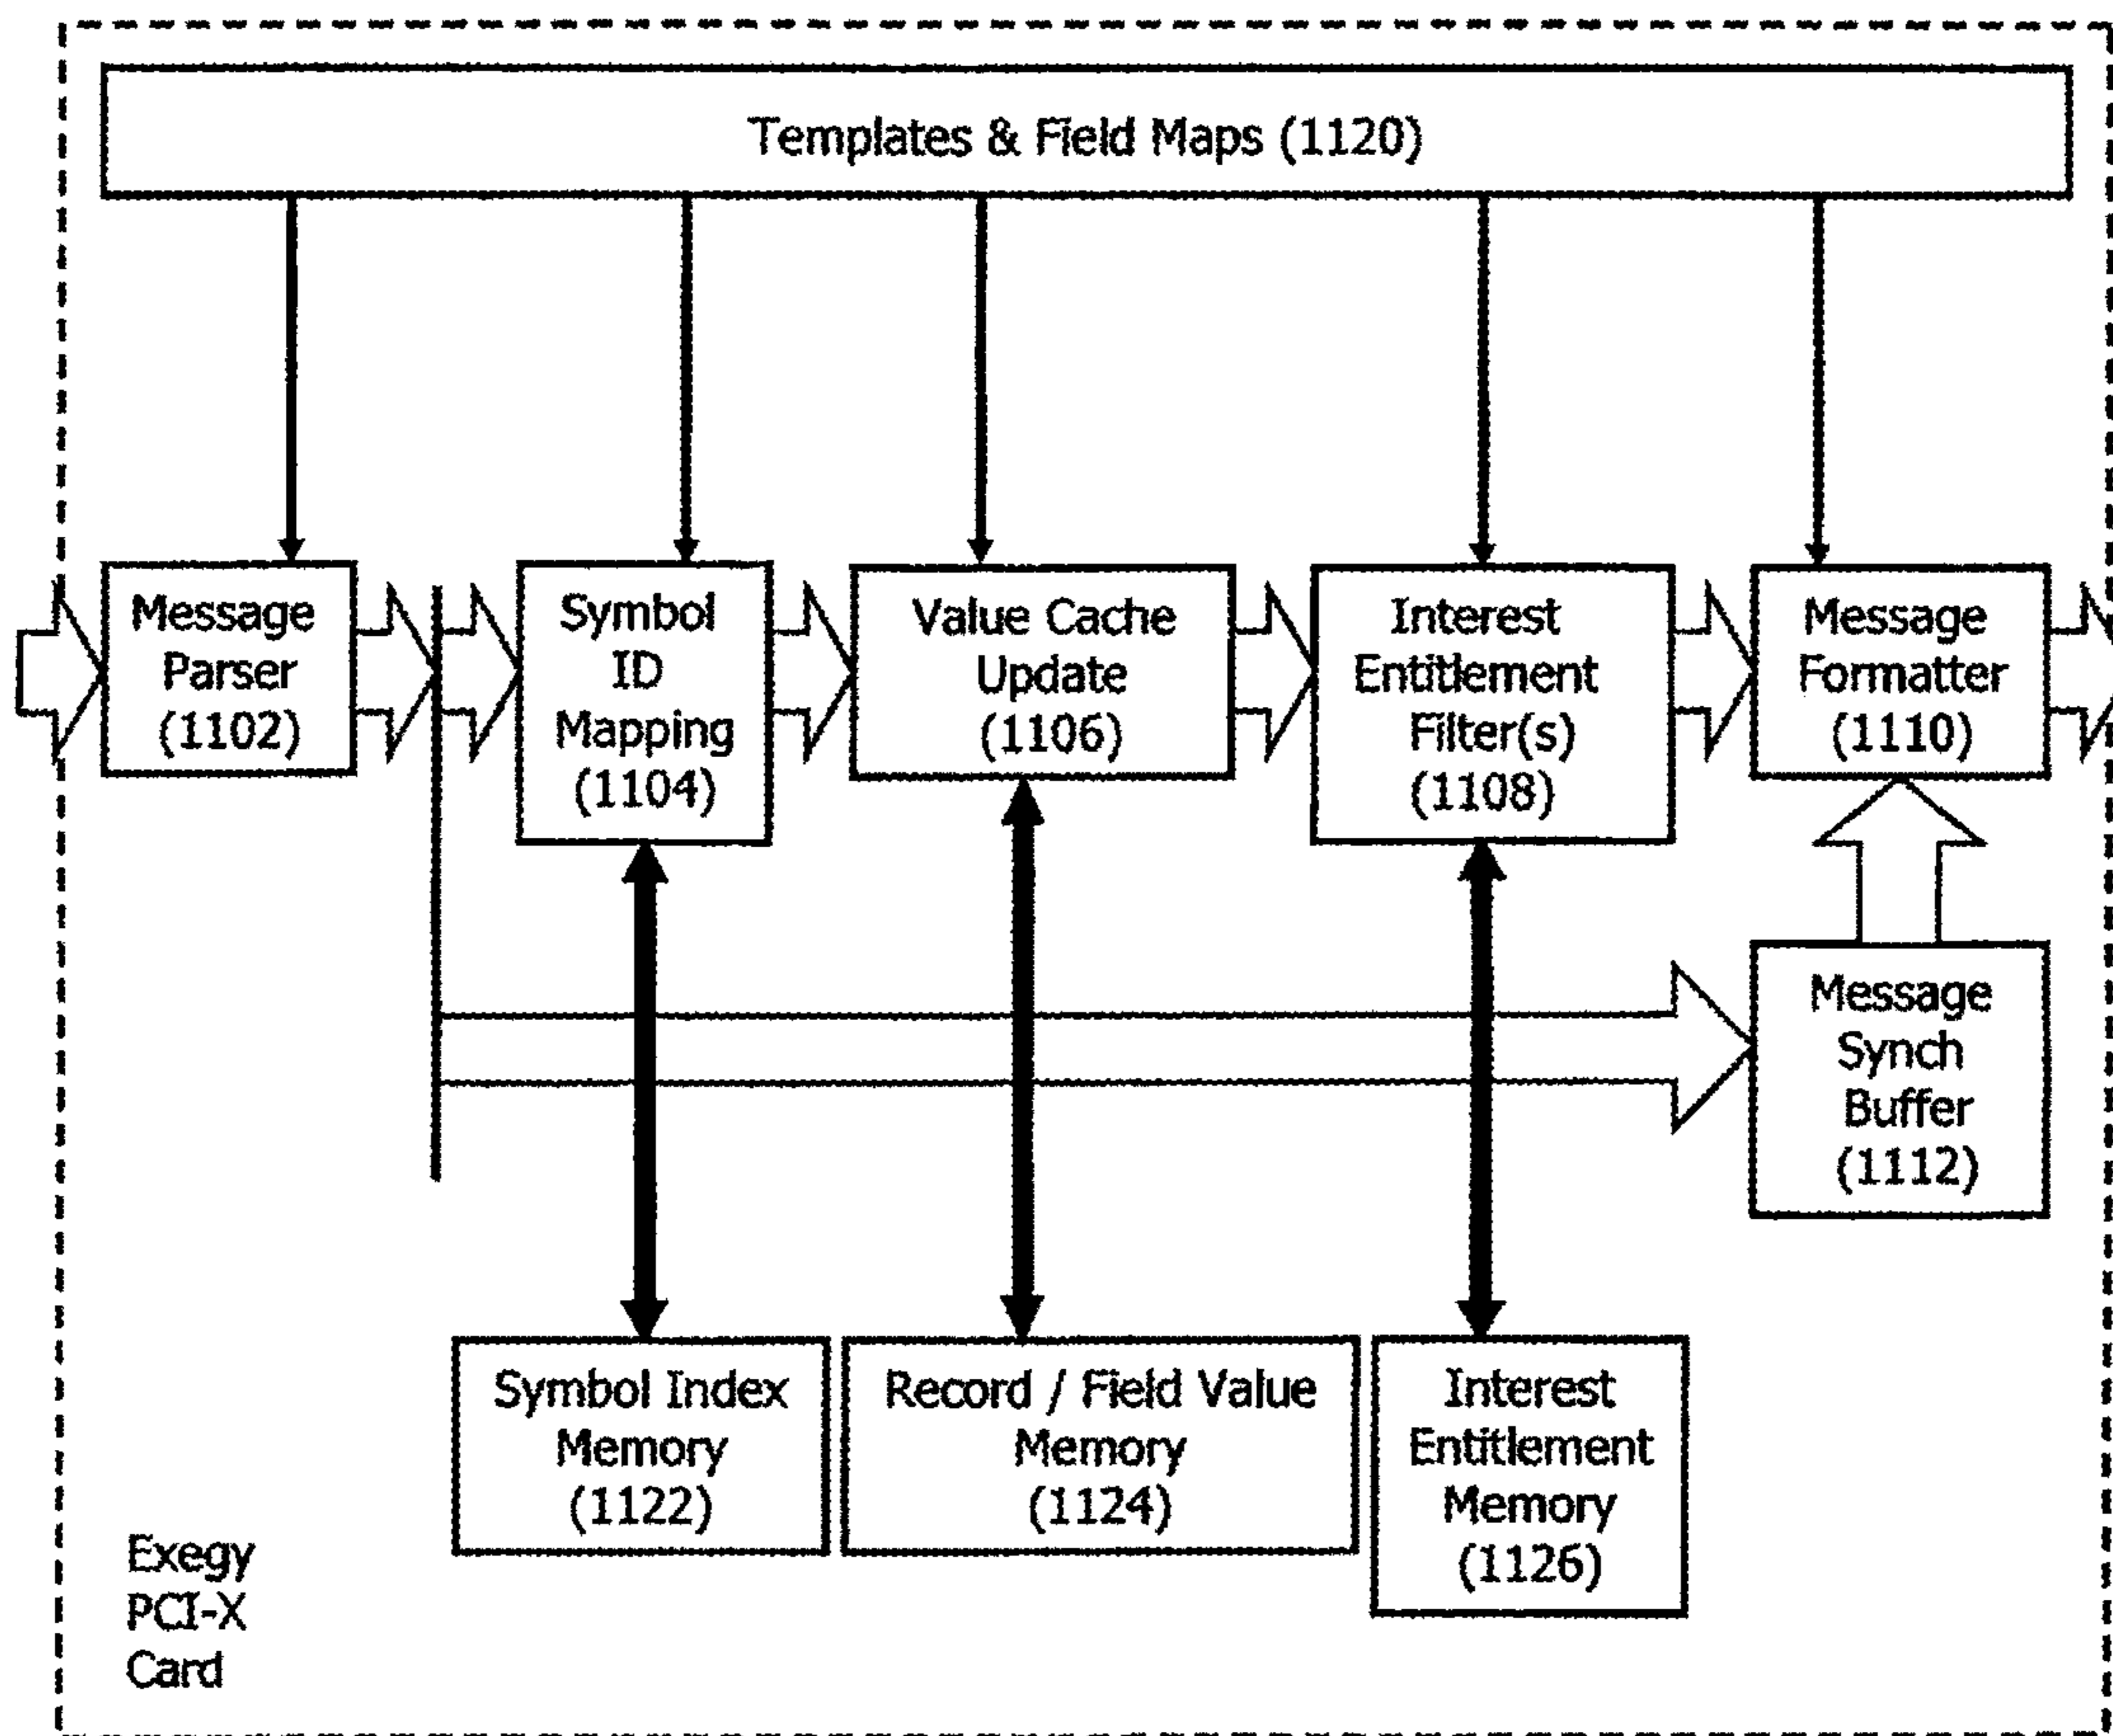 Templates & Field Maps (1120)
Message
Parser
(1102)
Symbol
ID
Mapping
(1104)
Value Cache
Update
(1106)
Interest
Entitlement
Filter(s)
(1108)
Message
Formatter
(1110)
Message
Synch
Buffer
(1112)
Symbol Index
Memory
(1122)
Record / Field Value
Memory
(1124)
Interest
Entitlement
Memory
(1126)
Exegy
PCI-X
Card